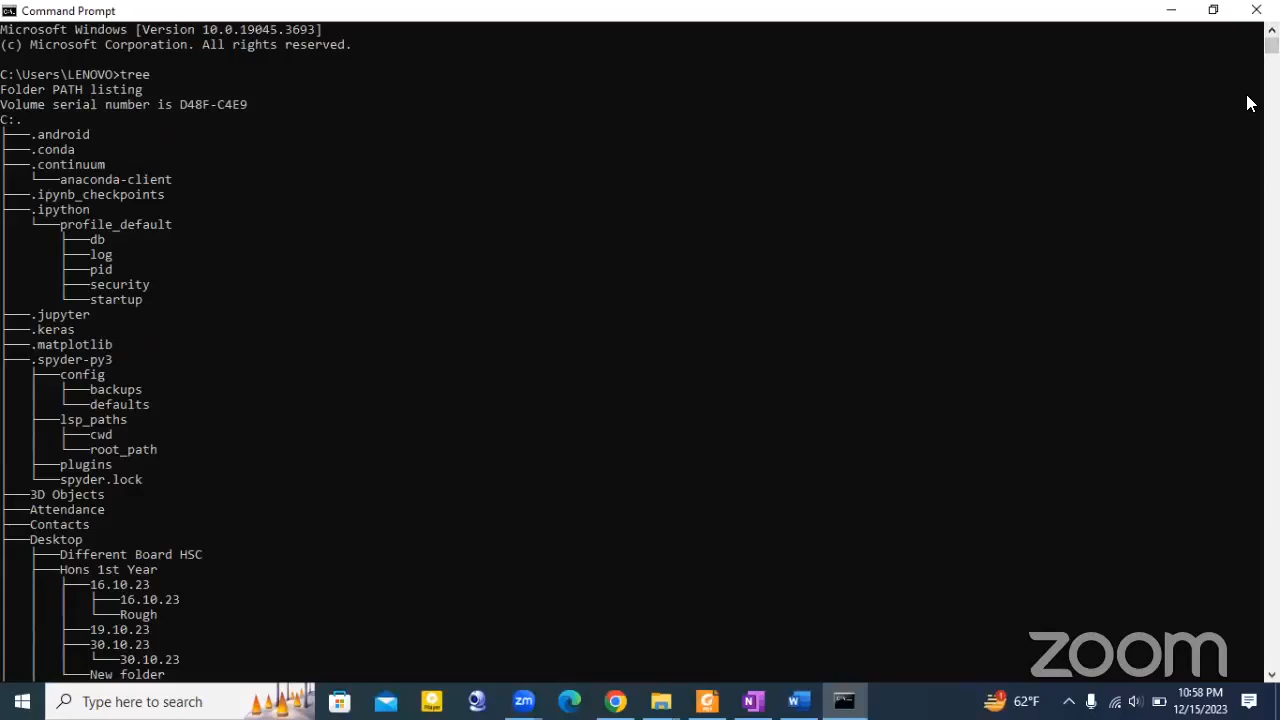 Command Prompt
Microsoft Windows [Version 10.0.19045.3693]
(c) Microsoft Corporation. All rights reserved.
C:\Users\LENOVO>tree
Folder PATH listing
Volume serial number is D48F-C4E9
C:.
├───.android
├───.conda
├───.continuum
│   └───anaconda-client
├───.ipynb_checkpoints
├───.ipython
│   └───profile_default
│       ├───db
│       ├───log
│       ├───pid
│       ├───security
│       └───startup
├───.jupyter
├───.keras
├───.matplotlib
├───.spyder-py3
│   ├───config
│   │   ├───backups
│   │   └───defaults
│   ├───lsp_paths
│   │   ├───cwd
│   │   └───root_path
│   ├───plugins
│   └───spyder.lock
├───3D Objects
├───Attendance
├───Contacts
├───Desktop
│   ├───Different Board HSC
│   ├───Hons 1st Year
│   │   ├───16.10.23
│   │   │   ├───16.10.23
│   │   │   └───Rough
│   │   ├───19.10.23
│   │   ├───30.10.23
│   │   │   └───30.10.23
│   │   └───New folder
zoom
Type here to search
zm
62°F
10:58 PM
12/15/2023